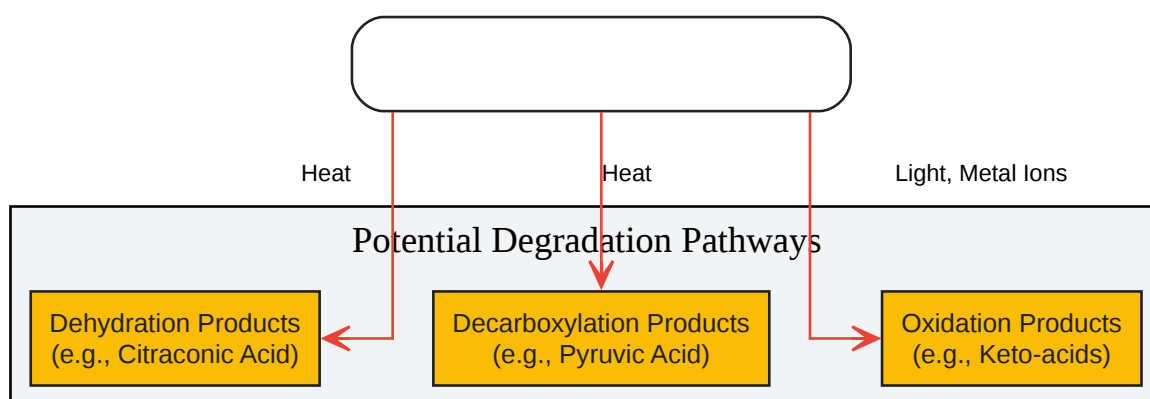 Heat
Heat
Light, Metal Ions
Potential Degradation Pathways
Dehydration Products
(e.g., Citraconic Acid)
Decarboxylation Products
(e.g., Pyruvic Acid)
Oxidation Products
(e.g., Keto-acids)